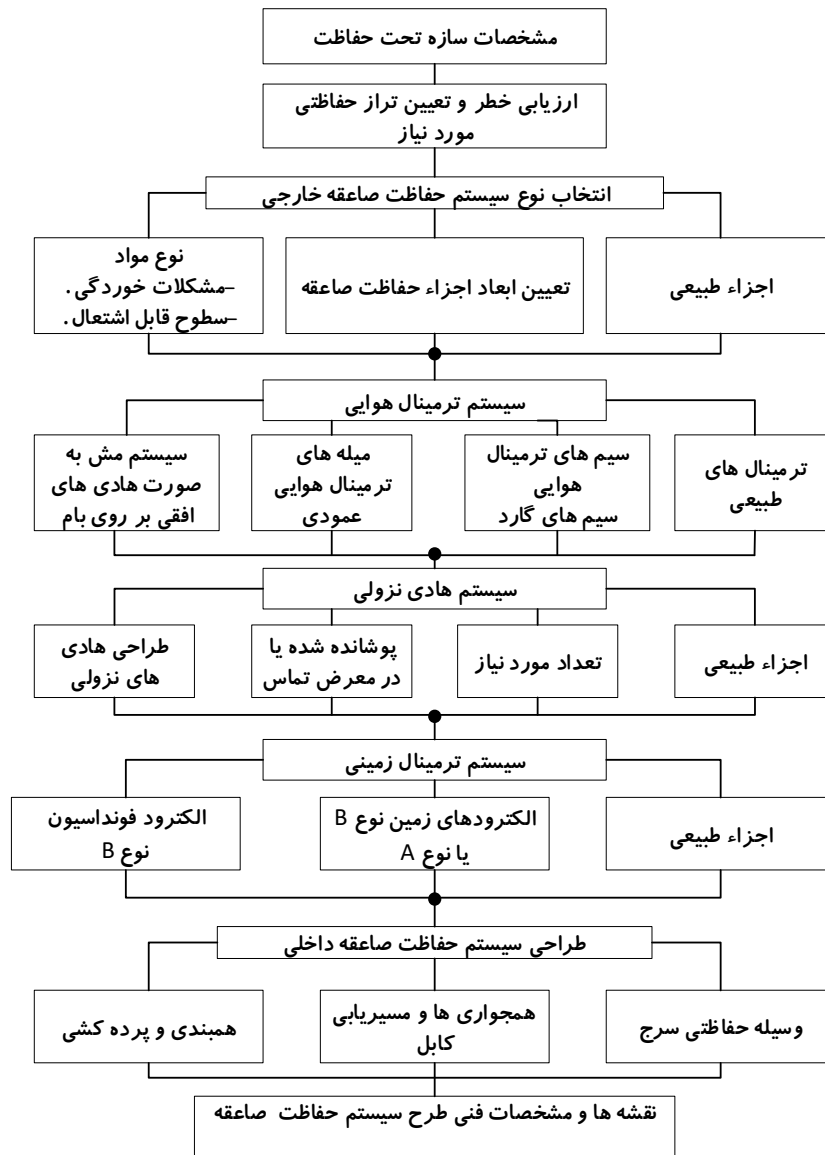 مشخصات سازه تحت حفاظت
ارزیابی خطر و تعیین تراز حفاظتی
مورد نیاز
انتخاب نوع سیستم حفاظت صاعقه خارجی
اجزاء طبیعی
تعیین ابعاد اجزاء حفاظت صاعقه
نوع مواد
–مشکلات خوردگی.
–سطوح قابل اشتعال.
سیستم ترمینال هوایی
ترمینال های
طبیعی
سیم های ترمینال
هوایی
سیم های گارد
میله های
ترمینال هوایی
عمودی
سیستم مش به
صورت هادی های
افقی بر روی بام
سیستم هادی نزولی
اجزاء طبیعی
تعداد مورد نیاز
پوشانده شده یا
در معرض تماس
طراحی هادی
های نزولی
سیستم ترمینال زمینی
اجزاء طبیعی
الکترودهای زمین نوع B
یا نوع A
الکترود فونداسیون
نوع B
طراحی سیستم حفاظت صاعقه داخلی
وسیله حفاظتی سرج
همجواری ها و مسیریابی
کابل
همبندی و پرده کشی
نقشه ها و مشخصات فنی طرح سیستم حفاظت صاعقه